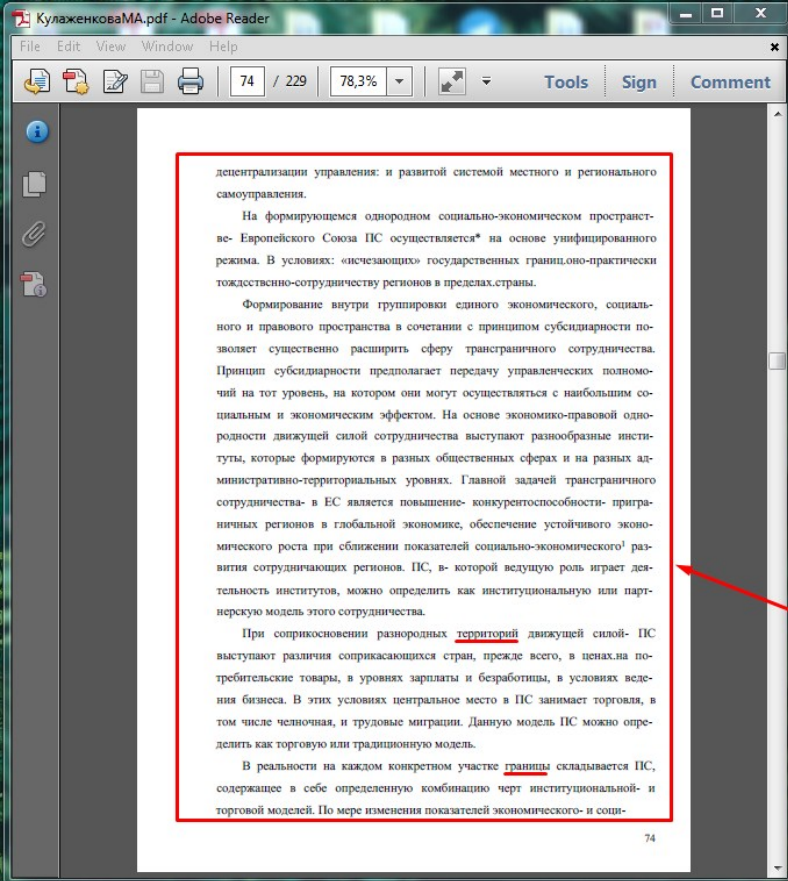 КулаженковаМА.pdf - Adobe Reader
File Edit View Window Help
74 / 229 78,3% Tools Sign Comment
децентрализации управления: и развитой системой местного и регионального
самоуправления.
На формирующемся однородном социально-экономическом пространст-
ве- Европейского Союза ПС осуществляется* на основе унифицированного
режима. В условиях: «исчезающих» государственных границ.оно-практически
тождсствснно-сотрудничеству регионов в пределах.страны.
Формирование внутри группировки единого экономического, социаль-
ного и правового пространства в сочетании с принципом субсидиарности по-
зволяет существенно расширить сферу трансграничного сотрудничества.
Принцип субсидиарности предполагает передачу управленческих полномо-
чий на тот уровень, на котором они могут осуществляться с наибольшим со-
циальным и экономическим эффектом. На основе экономико-правовой одно-
родности движущей силой сотрудничества выступают разнообразные инсти-
туты, которые формируются в разных общественных сферах и на разных ад-
министративно-территориальных уровнях. Главной задачей трансграничного
сотрудничества- в ЕС является повышение- конкурентоспособности- пригра-
ничных регионов в глобальной экономике, обеспечение устойчивого эконо-
мического роста при сближении показателей социально-экономического¹ раз-
вития сотрудничающих регионов. ПС, в- которой ведущую роль играет дея-
тельность институтов, можно определить как институциональную или парт-
нерскую модель этого сотрудничества.
При соприкосновении разнородных территорий движущей силой- ПС
выступают различия соприкасающихся стран, прежде всего, в ценах.на по-
требительские товары, в уровнях зарплаты и безработицы, в условиях веде-
ния бизнеса. В этих условиях центральное место в ПС занимает торговля, в
том числе челночная, и трудовые миграции. Данную модель ПС можно опре-
делить как торговую или традиционную модель.
В реальности на каждом конкретном участке границы складывается ПС,
содержащее в себе определенную комбинацию черт институциональной- и
торговой моделей. По мере изменения показателей экономического- и соци-
74